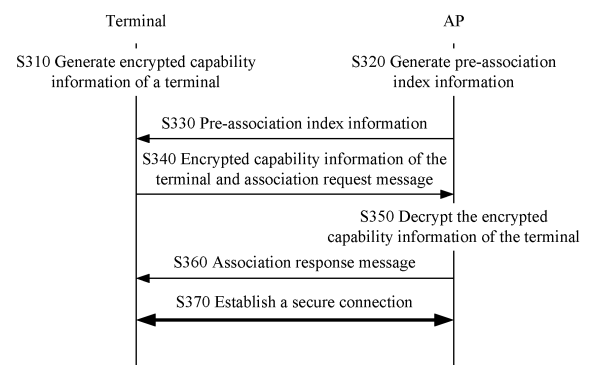 Terminal
AP
S310 Generate encrypted capability
information of a terminal
S320 Generate pre-association
index information
S330 Pre-association index information
S340 Encrypted capability information of the
terminal and association request message
S350 Decrypt the encrypted
capability information of the terminal
S360 Association response message
S370 Establish a secure connection